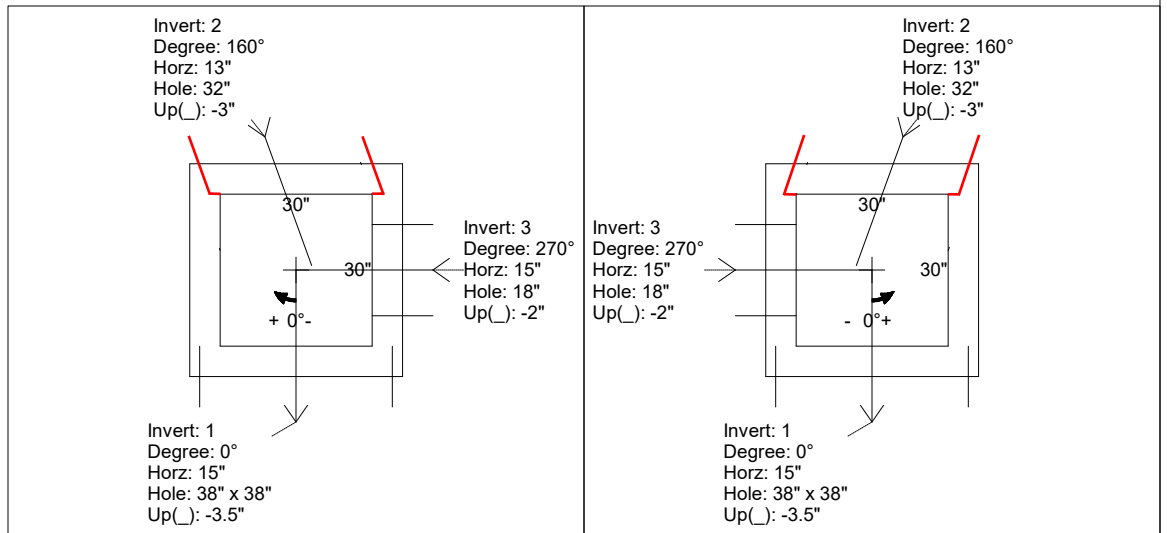 Invert: 2
Degree: 160°
Horz: 13"
Hole: 32"
Up(_): -3"
30"
30"
+ 0°-
Invert: 3
Degree: 270°
Horz: 15"
Hole: 18"
Up(_): -2"
Invert: 1
Degree: 0°
Horz: 15"
Hole: 38" x 38"
Up(_): -3.5"
Invert: 2
Degree: 160°
Horz: 13"
Hole: 32"
Up(_): -3"
Invert: 3
Degree: 270°
Horz: 15"
Hole: 18"
Up(_): -2"
30"
30"
- 0°+
Invert: 1
Degree: 0°
Horz: 15"
Hole: 38" x 38"
Up(_): -3.5"